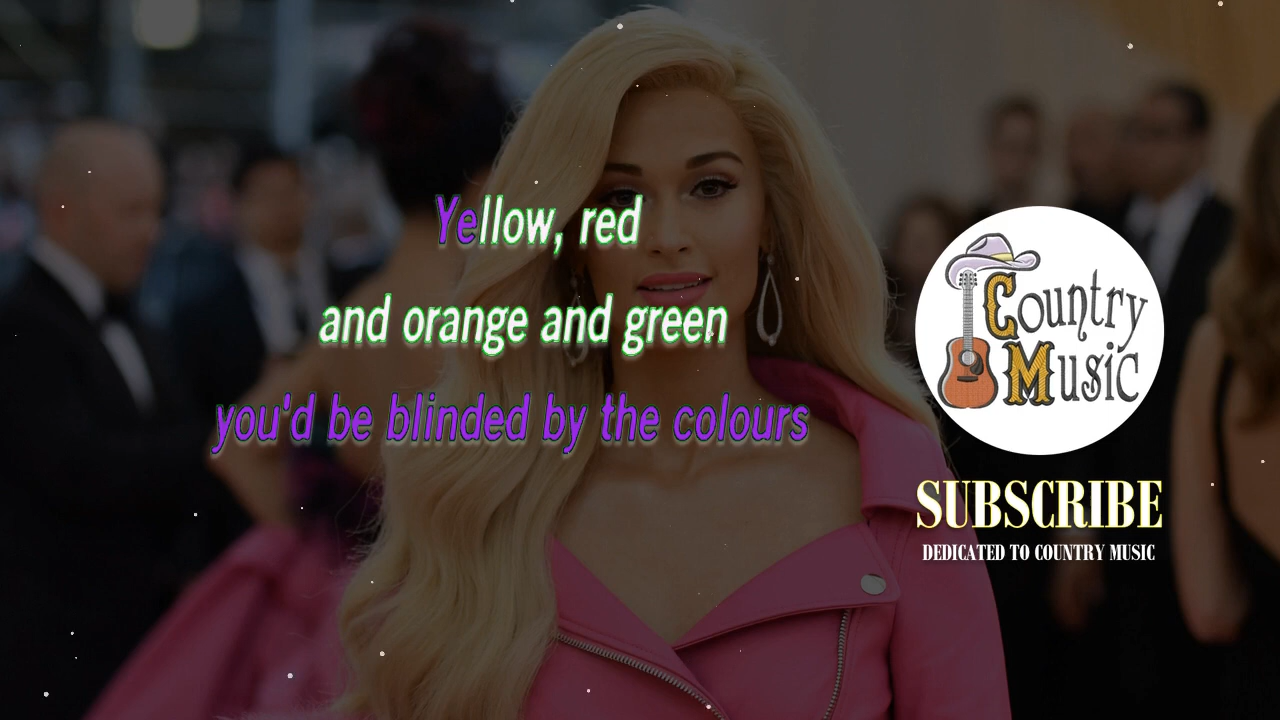 Yellow, red
and orange and green
you'd be blinded by the colours
Country
Music
SUBSCRIBE
DEDICATED TO COUNTRY MUSIC